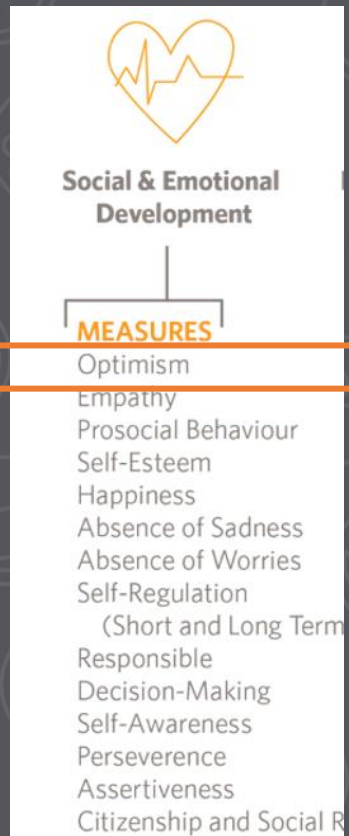 Social & Emotional
Development
MEASURES
Optimism
Empathy
Prosocial Behaviour
Self-Esteem
Happiness
Absence of Sadness
Absence of Worries
Self-Regulation
(Short and Long Term
Responsible
Decision-Making
Self-Awareness
Perseverence
Assertiveness
Citizenship and Social R